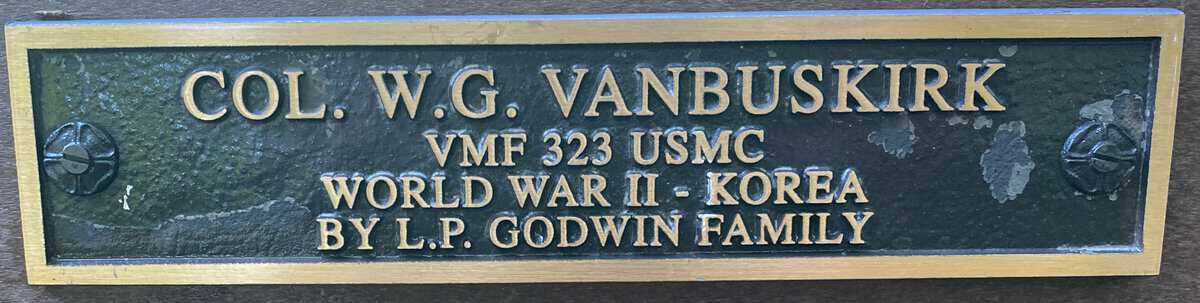 COL. W.G. VANBUSKIRK
VMF 323 USMC
WORLD WAR II - KOREA
BY L.P. GODWIN FAMILY